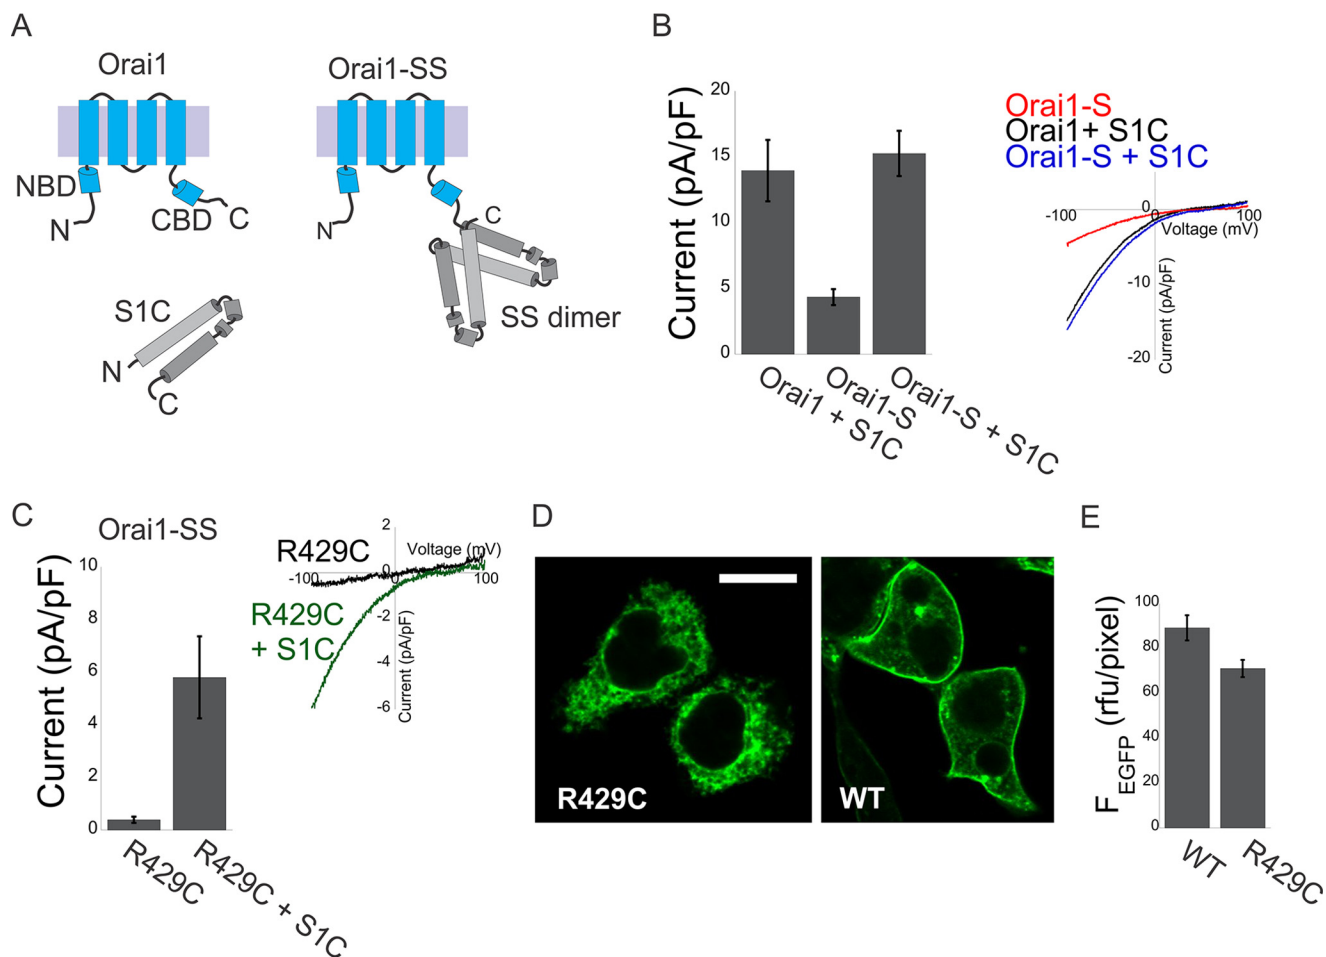 A
Orai1
Orai1-SS
NBD
N
CBD
C
S1C
N
C
N
C
SS dimer
B
Current (pA/pF)
20
15
10
5
0
Orai1 + S1C
Orai1-S
Orai1-S + S1C
Orai1-S
Orai1+ S1C
Orai1-S + S1C
-100
0
100
Voltage (mV)
-10
-20
Current (pA/pF)
C
Orai1-SS
Current (pA/pF)
10
8
6
4
2
0
R429C
R429C + S1C
R429C
R429C
+ S1C
2
Voltage (mV)
-100
0
100
-2
-4
-6
Current (pA/pF)
D
R429C
WT
E
F EGFP (rfu/pixel)
100
80
60
40
20
0
WT
R429C